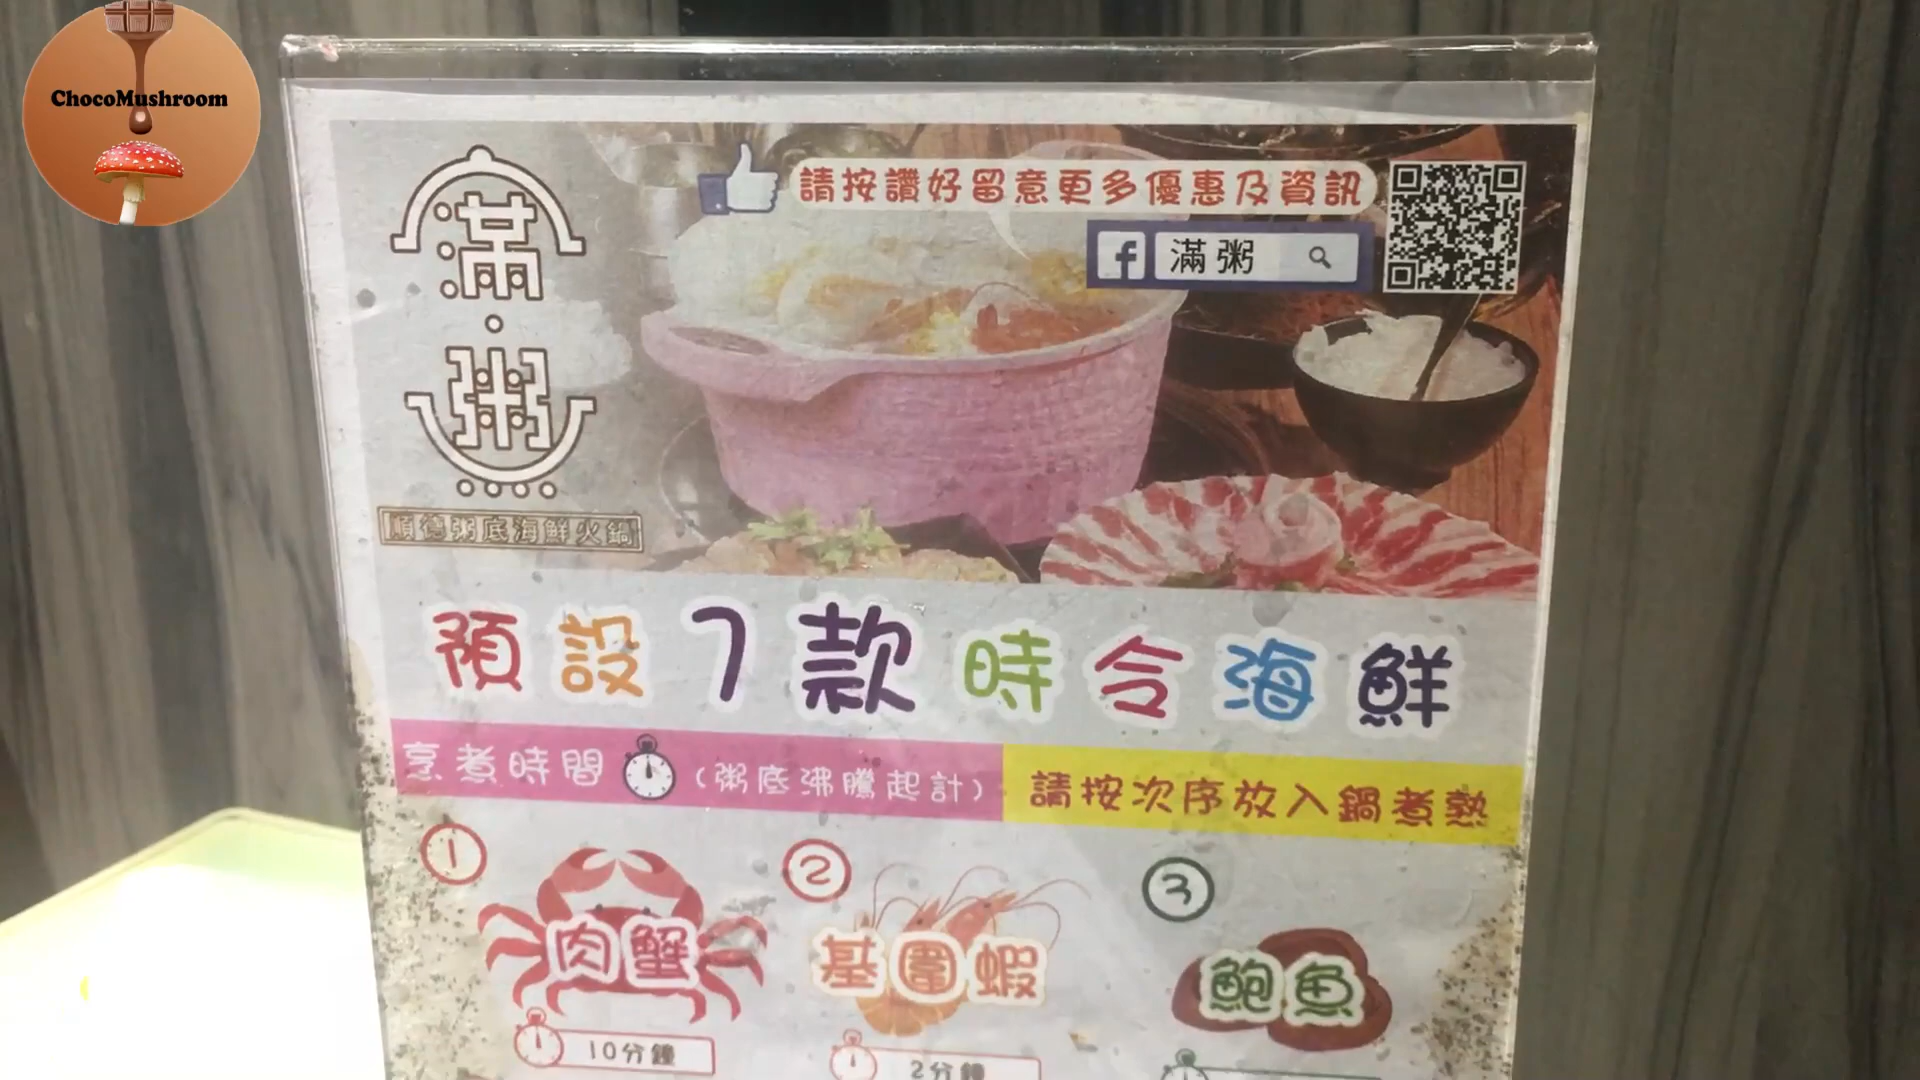 ChocoMushroom
請按讚好留意更多優惠及資訊
滿粥
滿·粥
順德粥底海鮮火鍋
預設7款時令海鮮
烹煮時間 (粥底沸騰起計) 請按次序放入鍋煮熟
1 2 3
肉蟹 基圍蝦 鮑魚
10分鐘 2分鐘